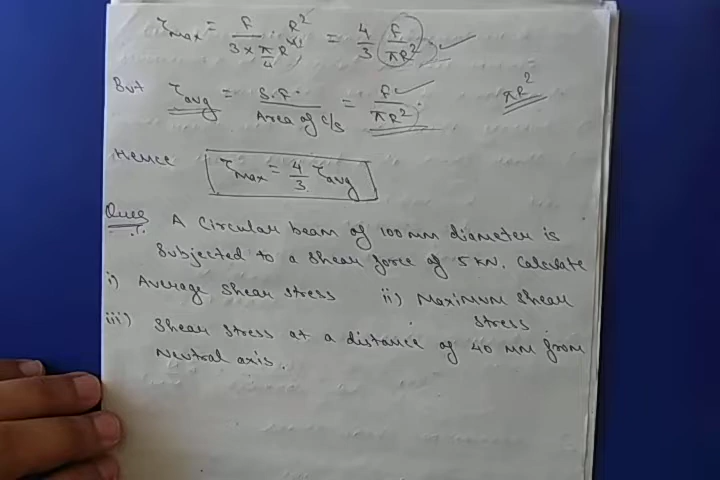 τmax = F / (3 × π/4 R⁴) · R² = 4/3 F/πR²
But τavg = S.F. / Area of C/s = F/πR² . πR²
Hence τmax = 4/3 τavg
Ques A Circular beam of 100 mm diameter is
Subjected to a shear force of 5 kN. Calculate
i) Average shear stress ii) Maximum shear
stress
iii) Shear stress at a distance of 40 mm from
Neutral axis.